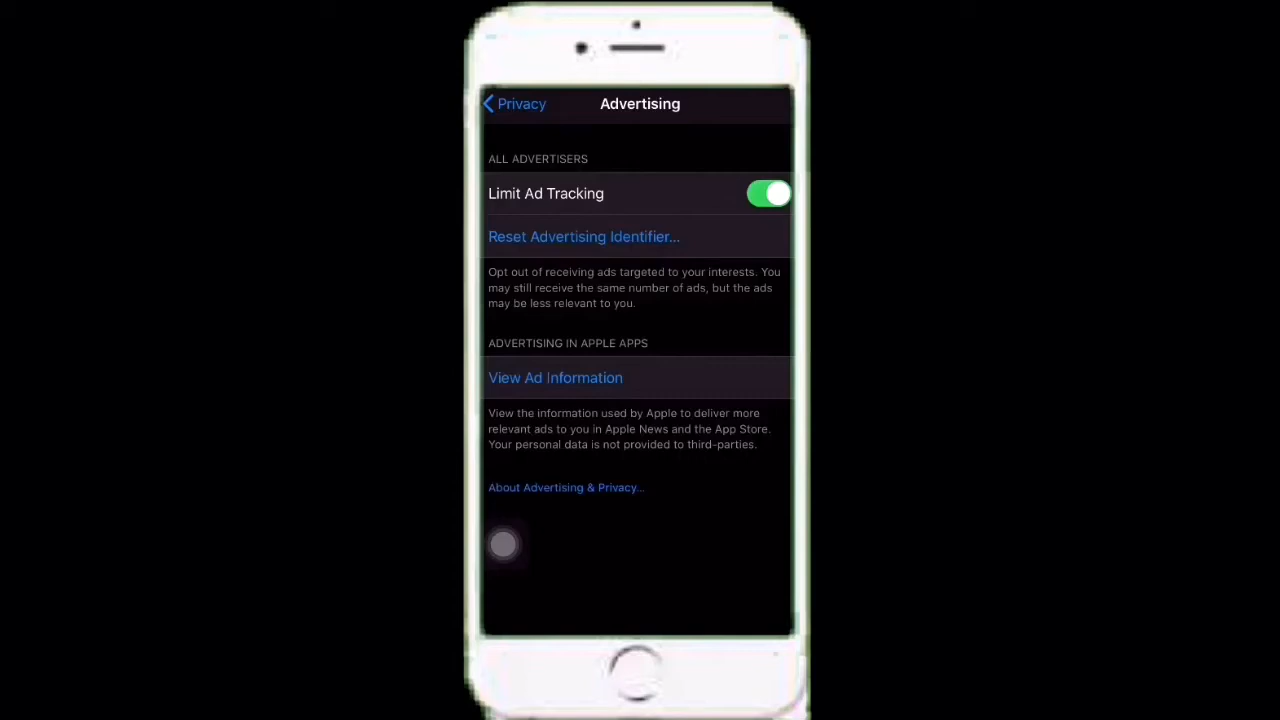 Privacy
Advertising
ALL ADVERTISERS
Limit Ad Tracking
Reset Advertising Identifier...
Opt out of receiving ads targeted to your interests. You
may still receive the same number of ads, but the ads
may be less relevant to you.
ADVERTISING IN APPLE APPS
View Ad Information
View the information used by Apple to deliver more
relevant ads to you in Apple News and the App Store.
Your personal data is not provided to third-parties.
About Advertising & Privacy...